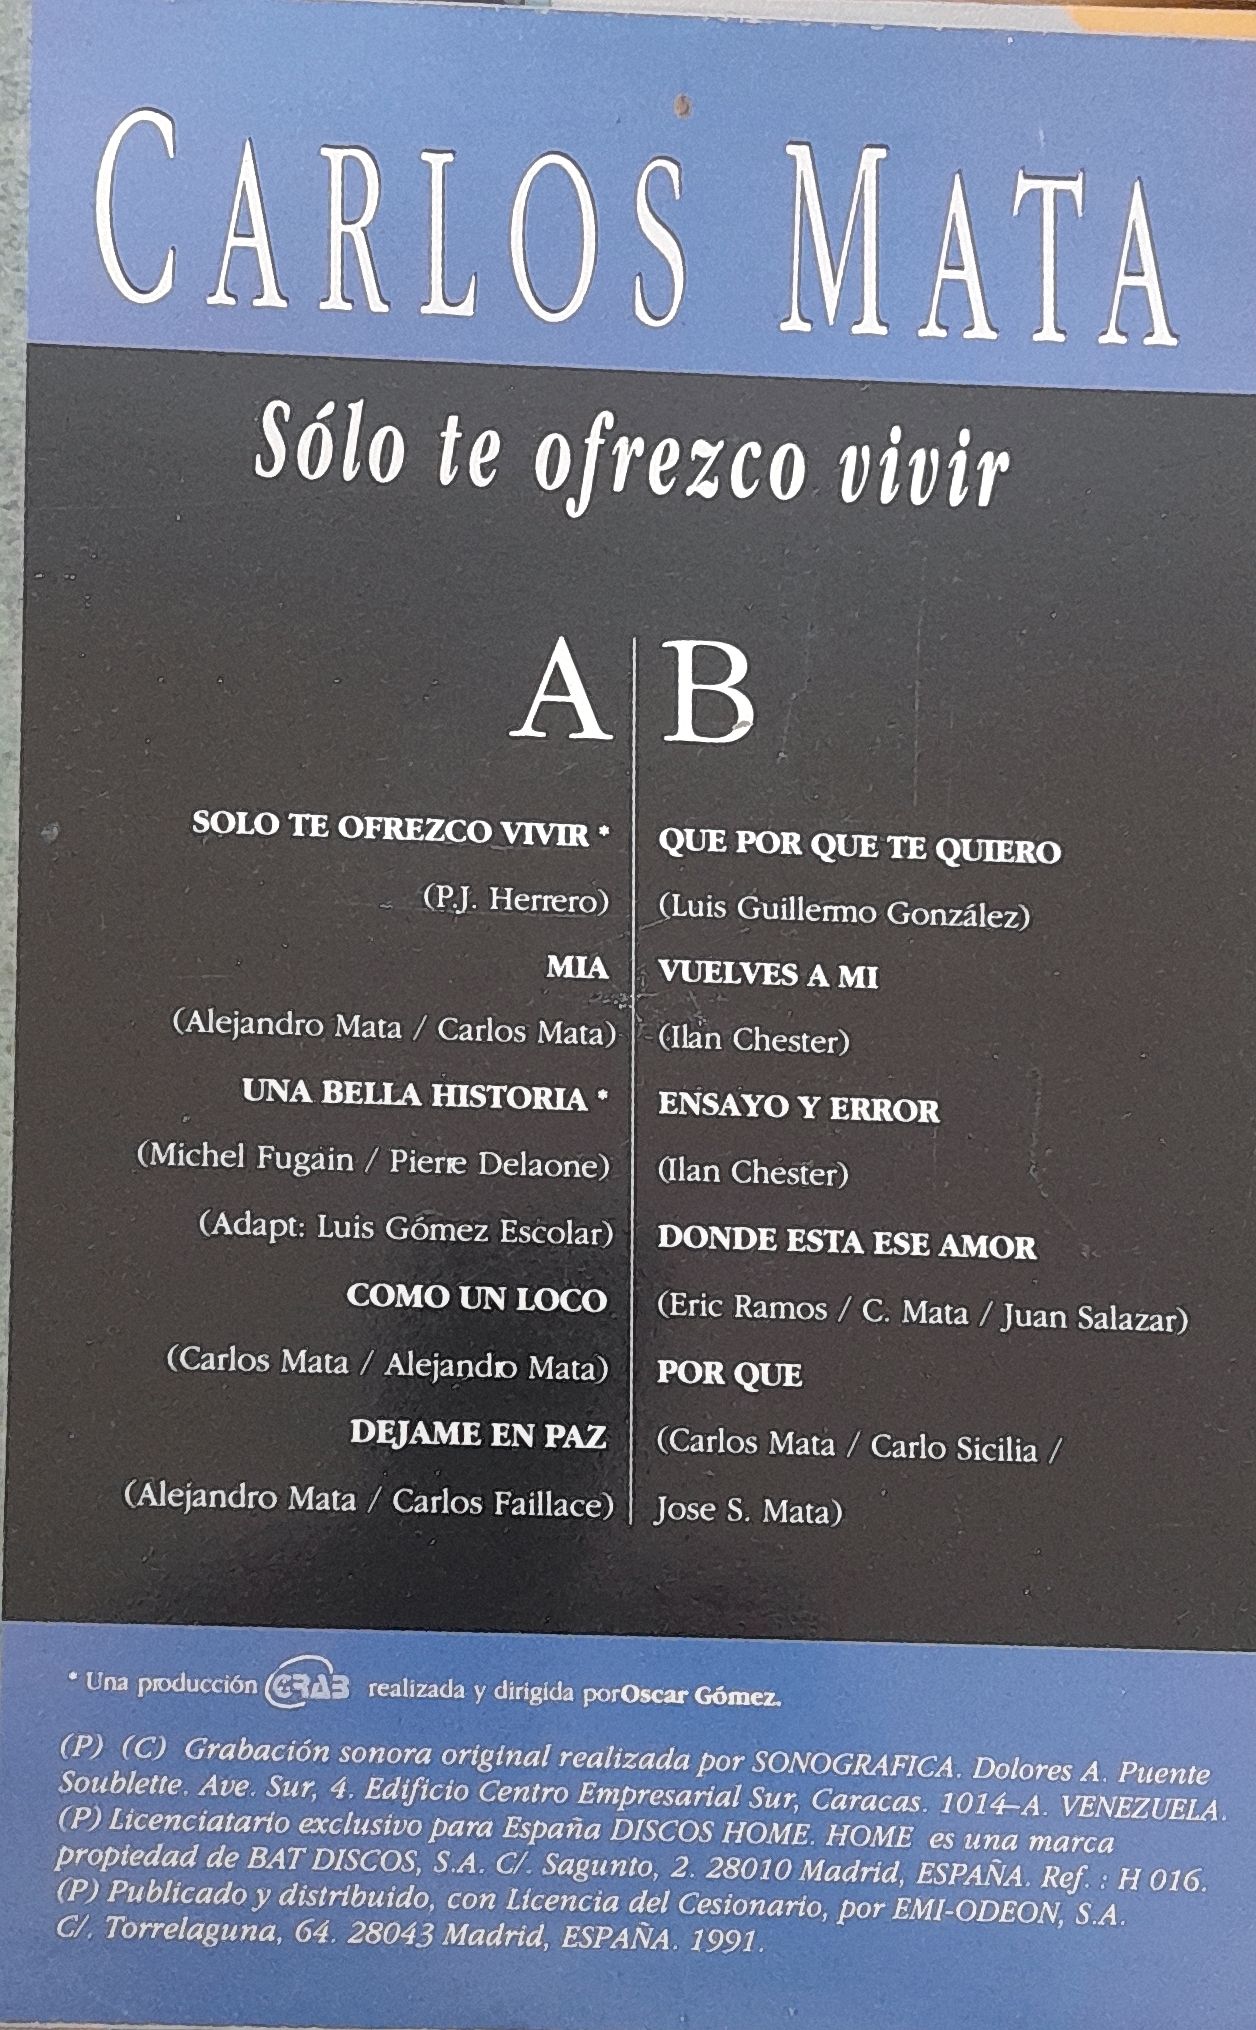 CARLOS MATA
Sólo te ofrezco vivir
A
SOLO TE OFREZCO VIVIR *
(P.J. Herrero)
MIA
(Alejandro Mata / Carlos Mata)
UNA BELLA HISTORIA *
(Michel Fugain / Pierre Delaone)
(Adapt: Luis Gómez Escolar)
COMO UN LOCO
(Carlos Mata / Alejandro Mata)
DEJAME EN PAZ
(Alejandro Mata / Carlos Faillace)
B
QUE POR QUE TE QUIERO
(Luis Guillermo González)
VUELVES A MI
(Ilan Chester)
ENSAYO Y ERROR
(Ilan Chester)
DONDE ESTA ESE AMOR
(Eric Ramos / C. Mata / Juan Salazar)
POR QUE
(Carlos Mata / Carlo Sicilia /
Jose S. Mata)
* Una producción GRAB realizada y dirigida porOscar Gómez.
(P) (C) Grabación sonora original realizada por SONOGRAFICA. Dolores A. Puente
Soublette. Ave. Sur, 4. Edificio Centro Empresarial Sur, Caracas. 1014-A. VENEZUELA.
(P) Licenciatario exclusivo para España DISCOS HOME. HOME es una marca
propiedad de BAT DISCOS, S.A. C/. Sagunto, 2. 28010 Madrid, ESPAÑA. Ref. : H 016.
(P) Publicado y distribuido, con Licencia del Cesionario, por EMI-ODEON, S.A.
C/. Torrelaguna, 64. 28043 Madrid, ESPAÑA. 1991.